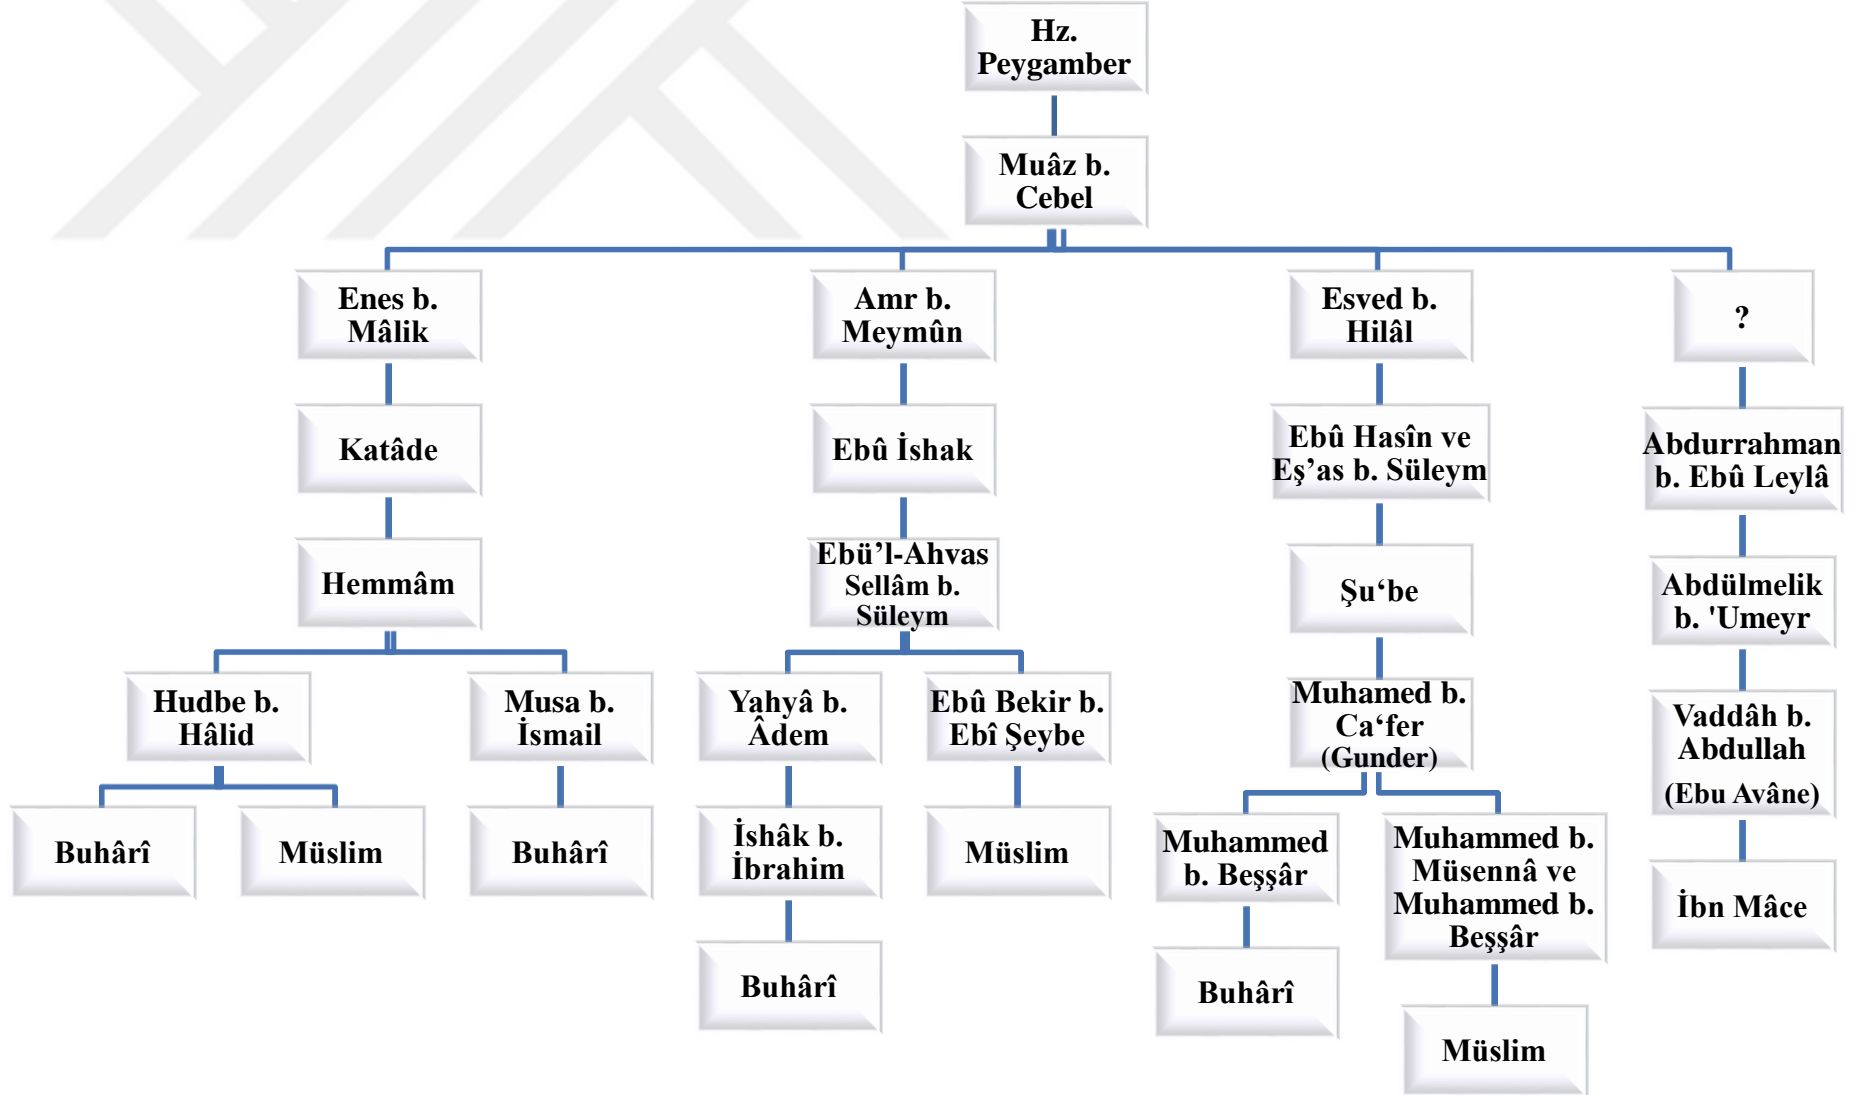 Hz.
Peygamber
Muâz b.
Cebel
Enes b.
Mâlik
Amr b.
Meymûn
Esved b.
Hilâl
?
Katâde
Ebû İshak
Ebû Hasîn ve
Eş’as b. Süleym
Abdurrahman
b. Ebû Leylâ
Hemmâm
Ebü’l-Ahvas
Sellâm b.
Süleym
Şu‘be
Abdülmelik
b. 'Umeyr
Hudbe b.
Hâlid
Musa b.
İsmail
Yahyâ b.
Âdem
Ebû Bekir b.
Ebî Şeybe
Muhamed b.
Ca‘fer
(Gunder)
Vaddâh b.
Abdullah
(Ebu Avâne)
Buhârî
Müslim
Buhârî
İshâk b.
İbrahim
Müslim
Muhammed
b. Beşşâr
Muhammed b.
Müsennâ ve
Muhammed b.
Beşşâr
İbn Mâce
Buhârî
Buhârî
Müslim